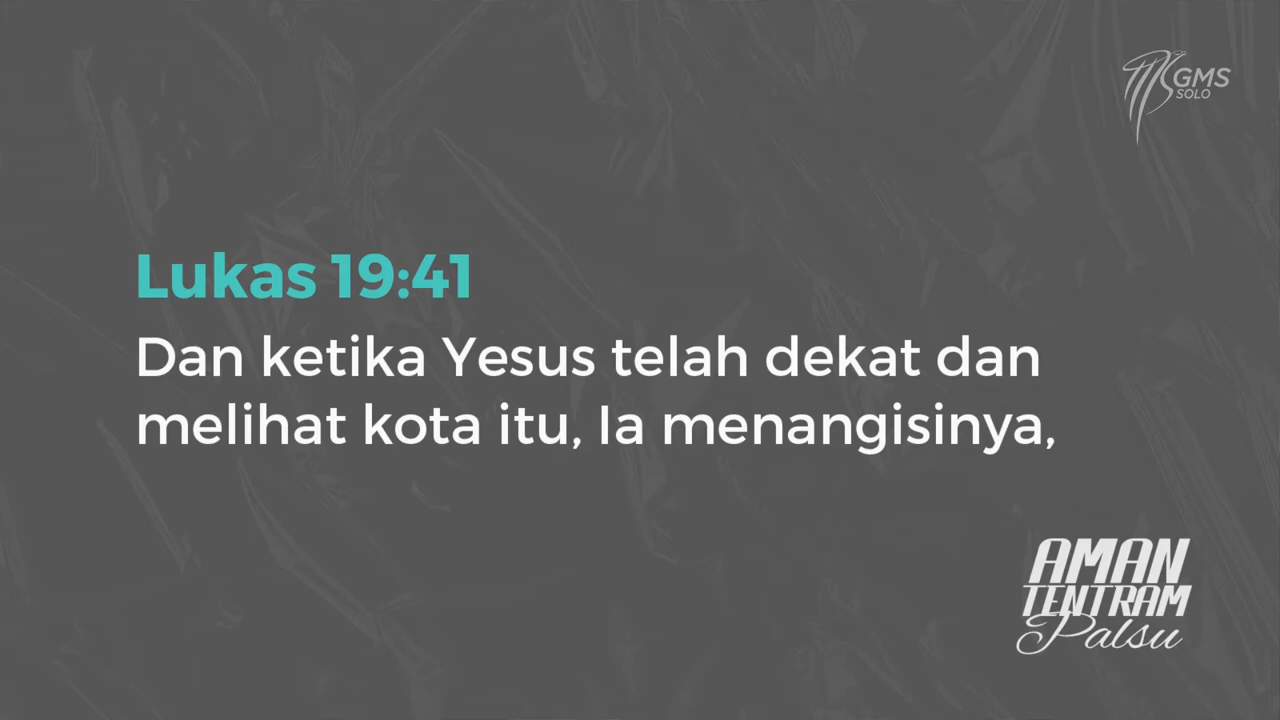 GMS
SOLO
Lukas 19:41
Dan ketika Yesus telah dekat dan
melihat kota itu, Ia menangisinya,
AMAN
TENTRAM
Palsu